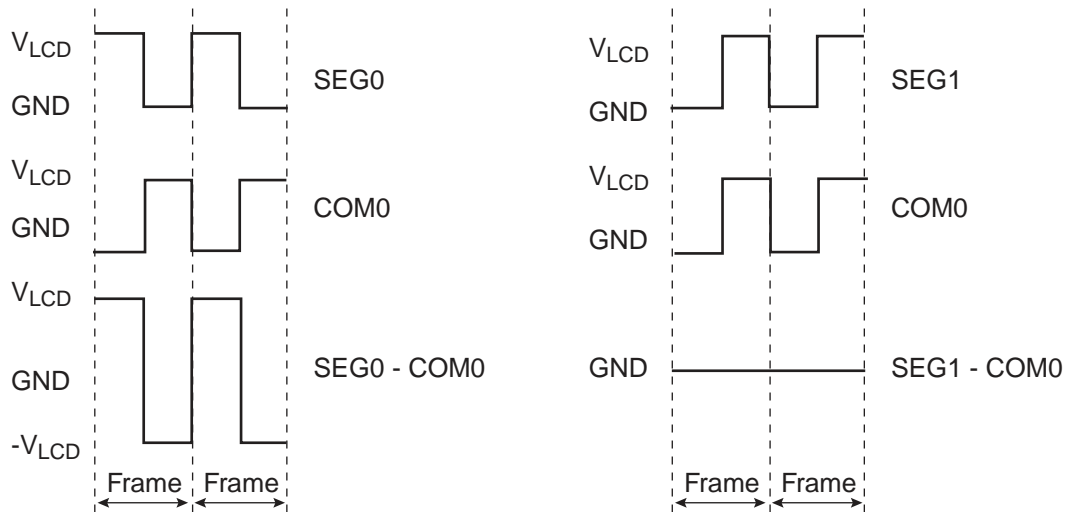 VLCD
GND
SEG0
VLCD
GND
COM0
VLCD
GND
-VLCD
SEG0 - COM0
Frame Frame
VLCD
GND
SEG1
VLCD
GND
COM0
GND
SEG1 - COM0
Frame Frame